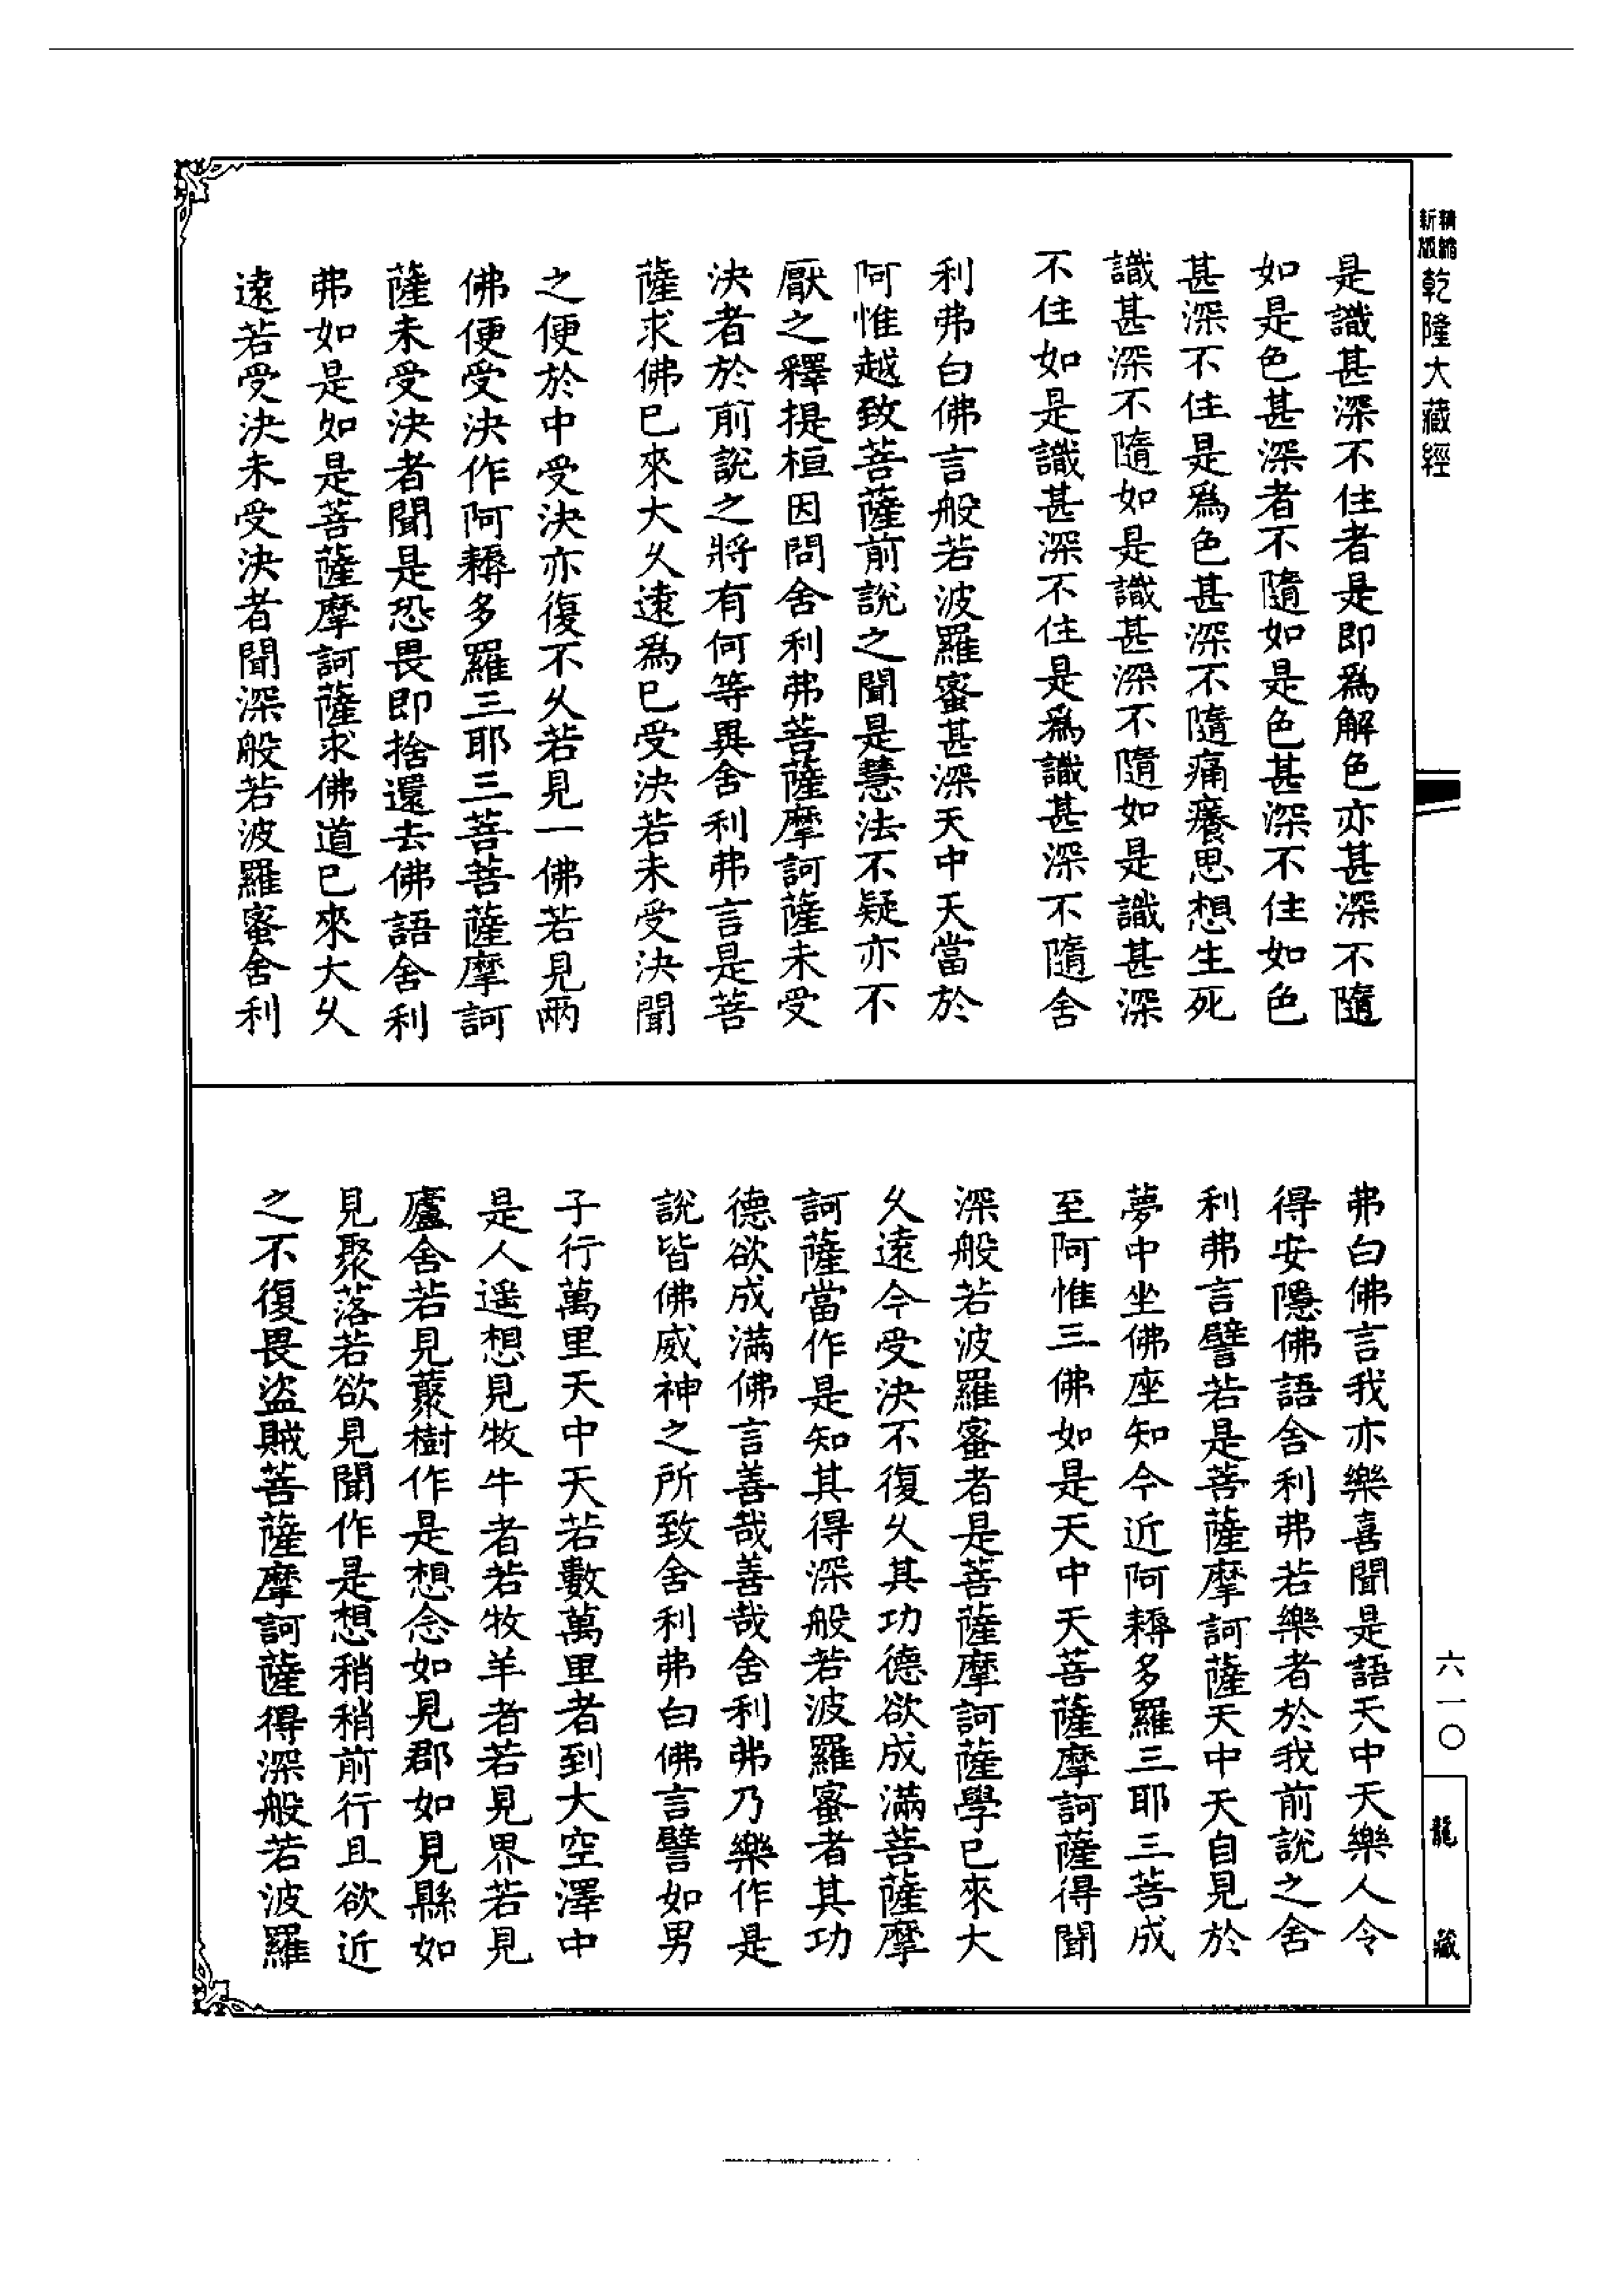 精縮新版
乾隆大藏經
是識甚深不住者是即爲解色亦甚深不隨
如是色甚深者不隨如是色甚深不住如色
甚深不住是爲色甚深不隨痛癢思想生死
識甚深不隨如是識甚深不隨如是識甚深
不住如是識甚深不住是爲識甚深不隨舍
利弗白佛言般若波羅蜜甚深天中天當於
阿惟越致菩薩前說之聞是慧法不疑亦不
厭之釋提桓因問舍利弗菩薩摩訶薩未受
決者於前說之將有何等異舍利弗言是菩
薩求佛已來大久遠爲已受決若未受決聞
之便於中受決亦復不久若見一佛若見兩
佛便受決作阿耨多羅三耶三菩菩薩摩訶
薩未受決者聞是恐畏即捨還去佛語舍利
弗如是如是菩薩摩訶薩求佛道已來大久
遠若受決未受決者聞深般若波羅蜜舍利
弗白佛言我亦樂喜聞是語天中天樂人令
得安隱佛語舍利弗若樂者於我前說之舍
利弗言譬若是菩薩摩訶薩天中天自見於
夢中坐佛座知今近阿耨多羅三耶三菩成
至阿惟三佛如是天中天菩薩摩訶薩得聞
深般若波羅蜜者是菩薩摩訶薩學已來大
久遠今受決不復久其功德欲成滿菩薩摩
訶薩當作是知其得深般若波羅蜜者其功
德欲成滿佛言善哉善哉舍利弗乃樂作是
說皆佛威神之所致舍利弗白佛言譬如男
子行萬里天中天若數萬里者到大空澤中
是人遥想見牧牛者若牧羊者若見界若見
廬舍若見藂樹作是想念如見郡如見縣如
見聚落若欲見聞作是想稍稍前行且欲近
之不復畏盜賊菩薩摩訶薩得深般若波羅
六一〇
龍藏